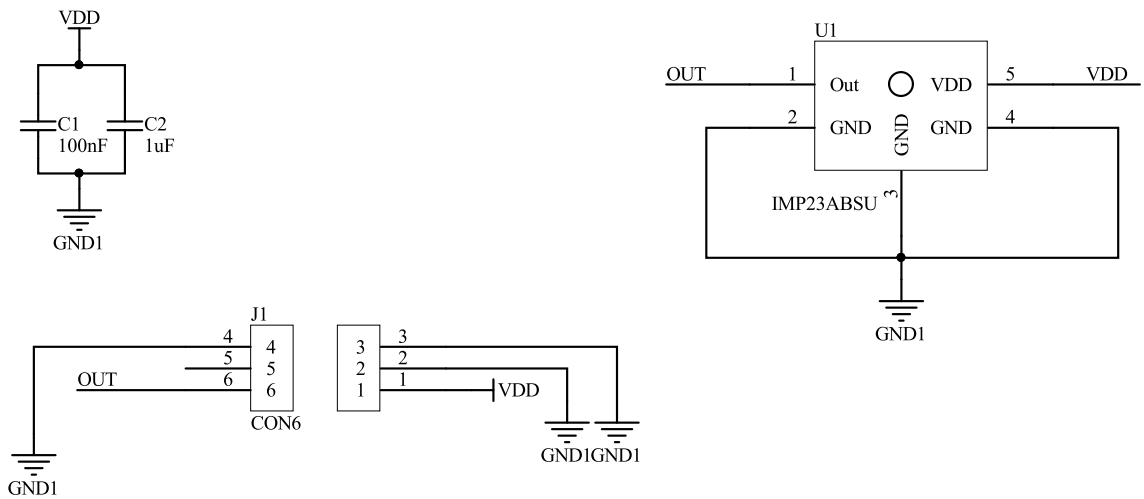 VDD
C1
100nF
C2
1uF
GND1
U1
OUT 1 Out VDD 5 VDD
2 GND GND GND 4
IMP23ABSU 3
GND1
J1
4 4 3 3
5 5 2 2
OUT 6 6 1 1 VDD
CON6
GND1
GND1
GND1